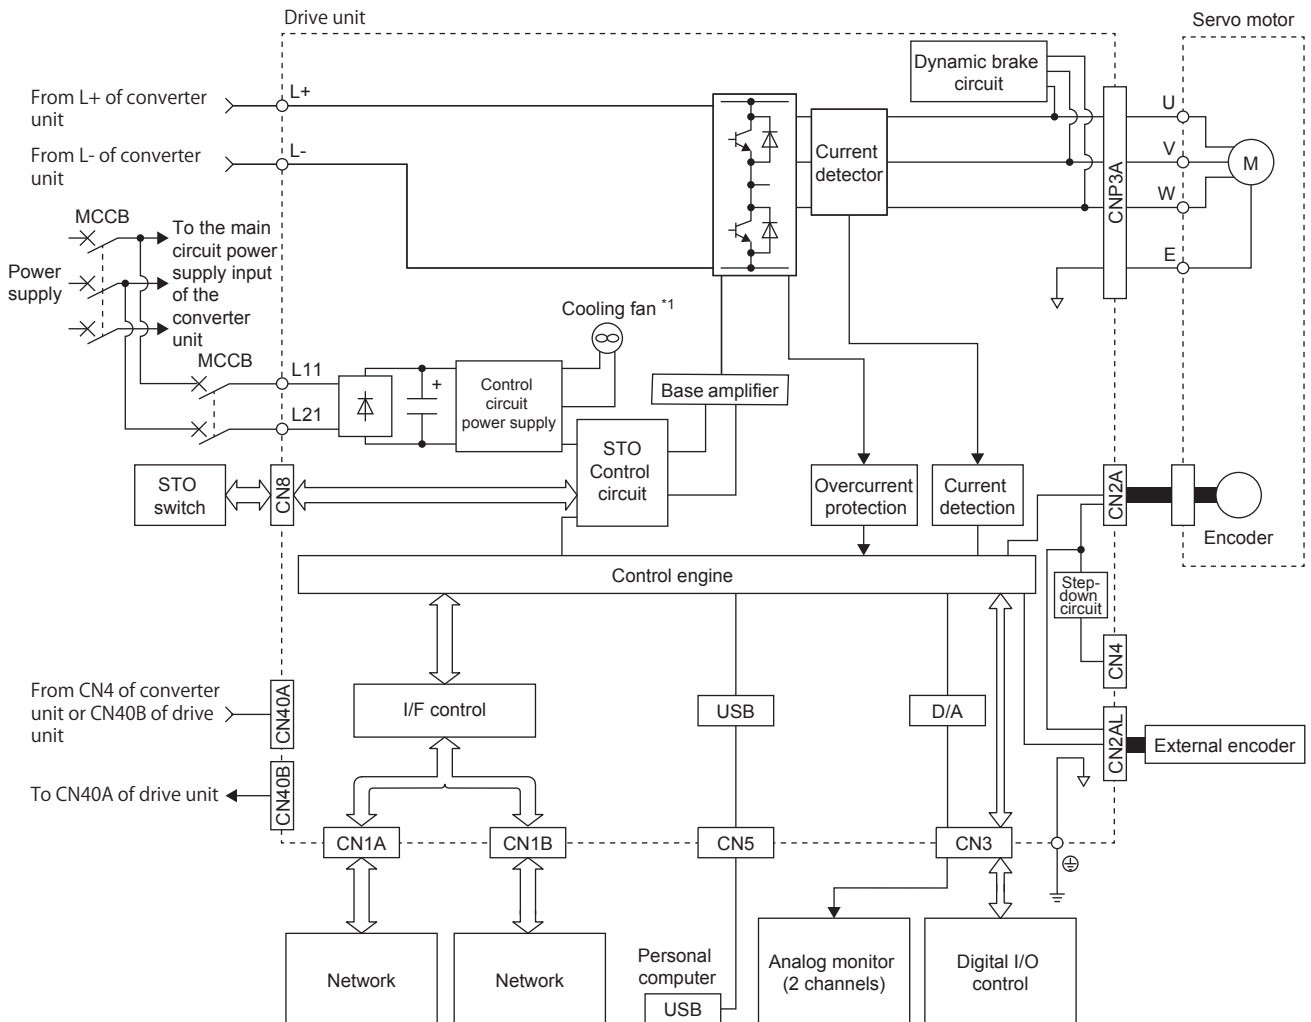 Drive unit
Servo motor
Dynamic brake
circuit
From L+ of converter
unit
L+
U
From L- of converter
unit
L-
Current
detector
V
M
CNP3A
W
MCCB
To the main
circuit power
supply input
of the
converter
unit
Power
supply
E
Cooling fan *1
MCCB
L11
+
Control
circuit
power supply
Base amplifier
L21
STO
Control
circuit
STO
switch
CN8
Overcurrent
protection
Current
detection
CN2A
Encoder
Control engine
Step-
down
circuit
CN4
From CN4 of converter
unit or CN40B of drive
unit
CN40A
I/F control
USB
D/A
CN2AL
External encoder
To CN40A of drive unit
CN40B
CN1A
CN1B
CN5
CN3
Network
Network
Personal
computer
USB
Analog monitor
(2 channels)
Digital I/O
control